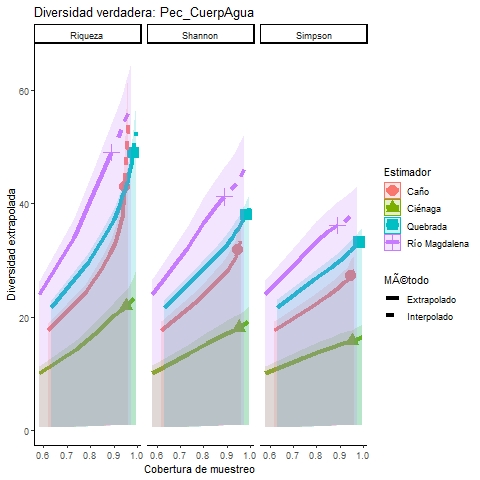 Diversidad verdadera: Pec_CuerpAgua
Riqueza
Shannon
Simpson
60
40
20
0
Diversidad extrapolada
0.6 0.7 0.8 0.9 1.0
0.6 0.7 0.8 0.9 1.0
0.6 0.7 0.8 0.9 1.0
Cobertura de muestreo
Estimador
Caño
Ciénaga
Quebrada
Río Magdalena
MÃ©todo
Extrapolado
Interpolado